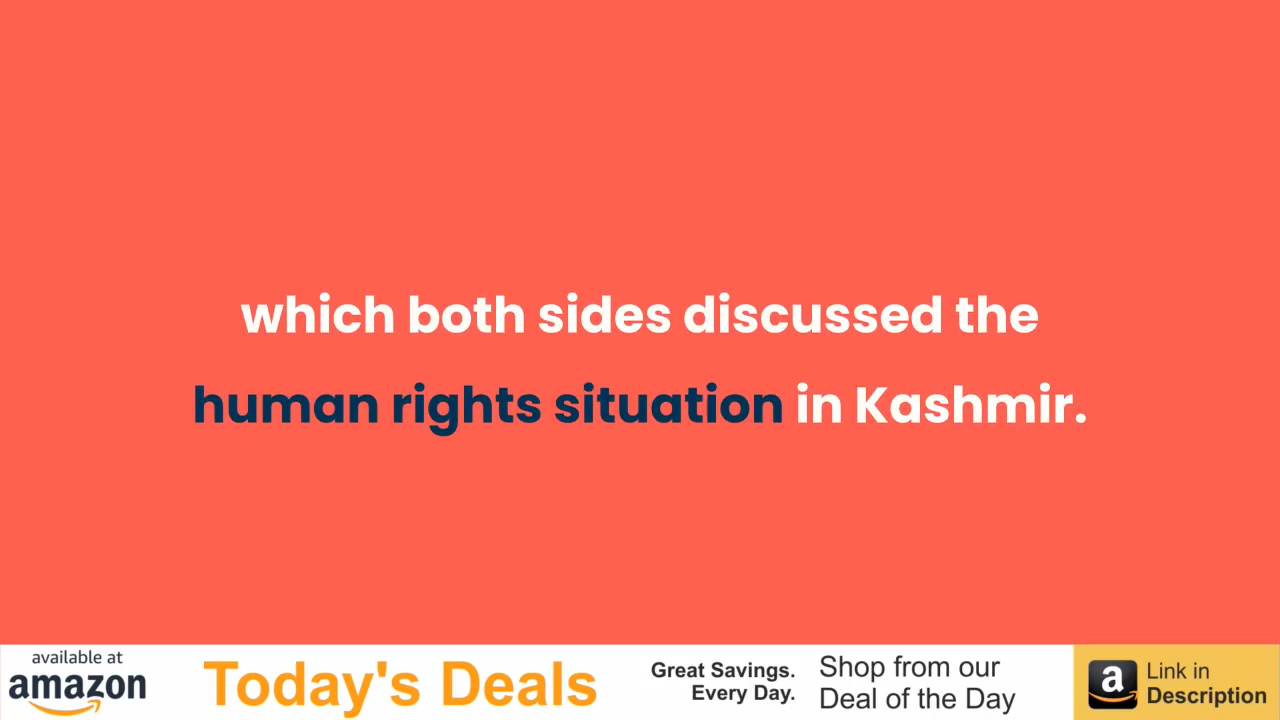 which both sides discussed the
human rights situation in Kashmir.
available at
amazon
Today's Deals
Great Savings.
Every Day.
Shop from our
Deal of the Day
a
Link in
Description